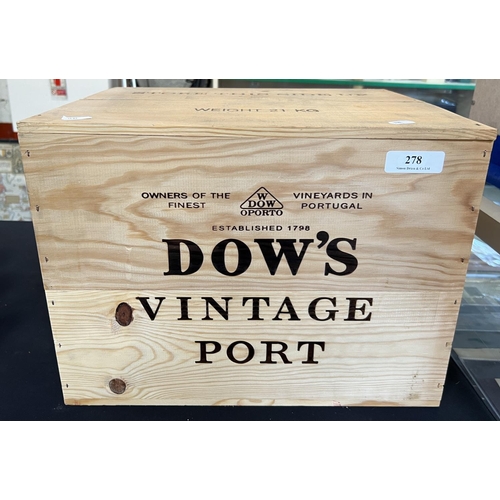 WEIGHT 21 KG
278
OWNERS OF THE FINEST
W
DOW
OPORTO
VINEYARDS IN PORTUGAL
ESTABLISHED 1798
DOW'S
VINTAGE
PORT